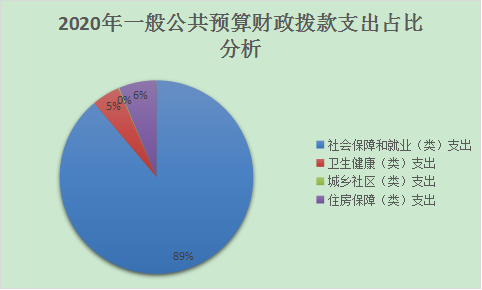 2020年一般公共预算财政拨款支出占比
分析
6%
0%
5%
89%
社会保障和就业（类）支出
卫生健康（类）支出
城乡社区（类）支出
住房保障（类）支出